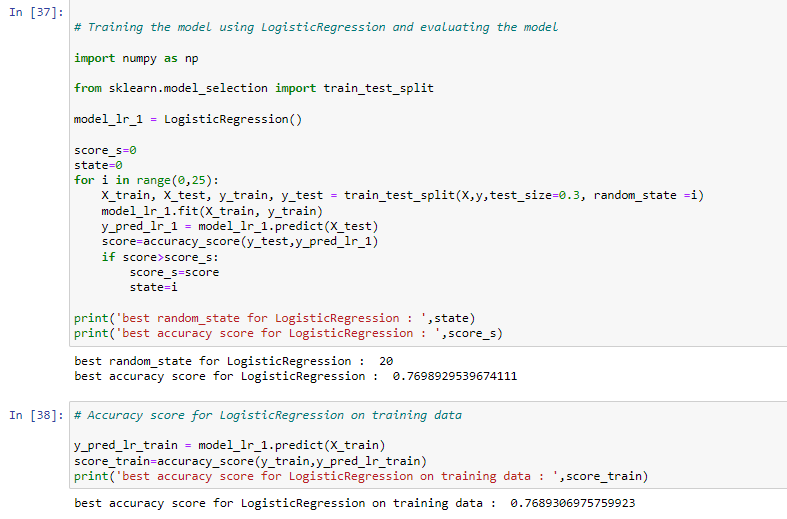 In [37]:
# Training the model using LogisticRegression and evaluating the model
import numpy as np
from sklearn.model_selection import train_test_split
model_lr_1 = LogisticRegression()
score_s=0
state=0
for i in range(0,25):
    X_train, X_test, y_train, y_test = train_test_split(X,y,test_size=0.3, random_state =i)
    model_lr_1.fit(X_train, y_train)
    y_pred_lr_1 = model_lr_1.predict(X_test)
    score=accuracy_score(y_test,y_pred_lr_1)
    if score>score_s:
        score_s=score
        state=i
print('best random_state for LogisticRegression : ',state)
print('best accuracy score for LogisticRegression : ',score_s)
best random_state for LogisticRegression :  20
best accuracy score for LogisticRegression :  0.7698929539674111
In [38]: # Accuracy score for LogisticRegression on training data
y_pred_lr_train = model_lr_1.predict(X_train)
score_train=accuracy_score(y_train,y_pred_lr_train)
print('best accuracy score for LogisticRegression on training data : ',score_train)
best accuracy score for LogisticRegression on training data :  0.7689306975759923